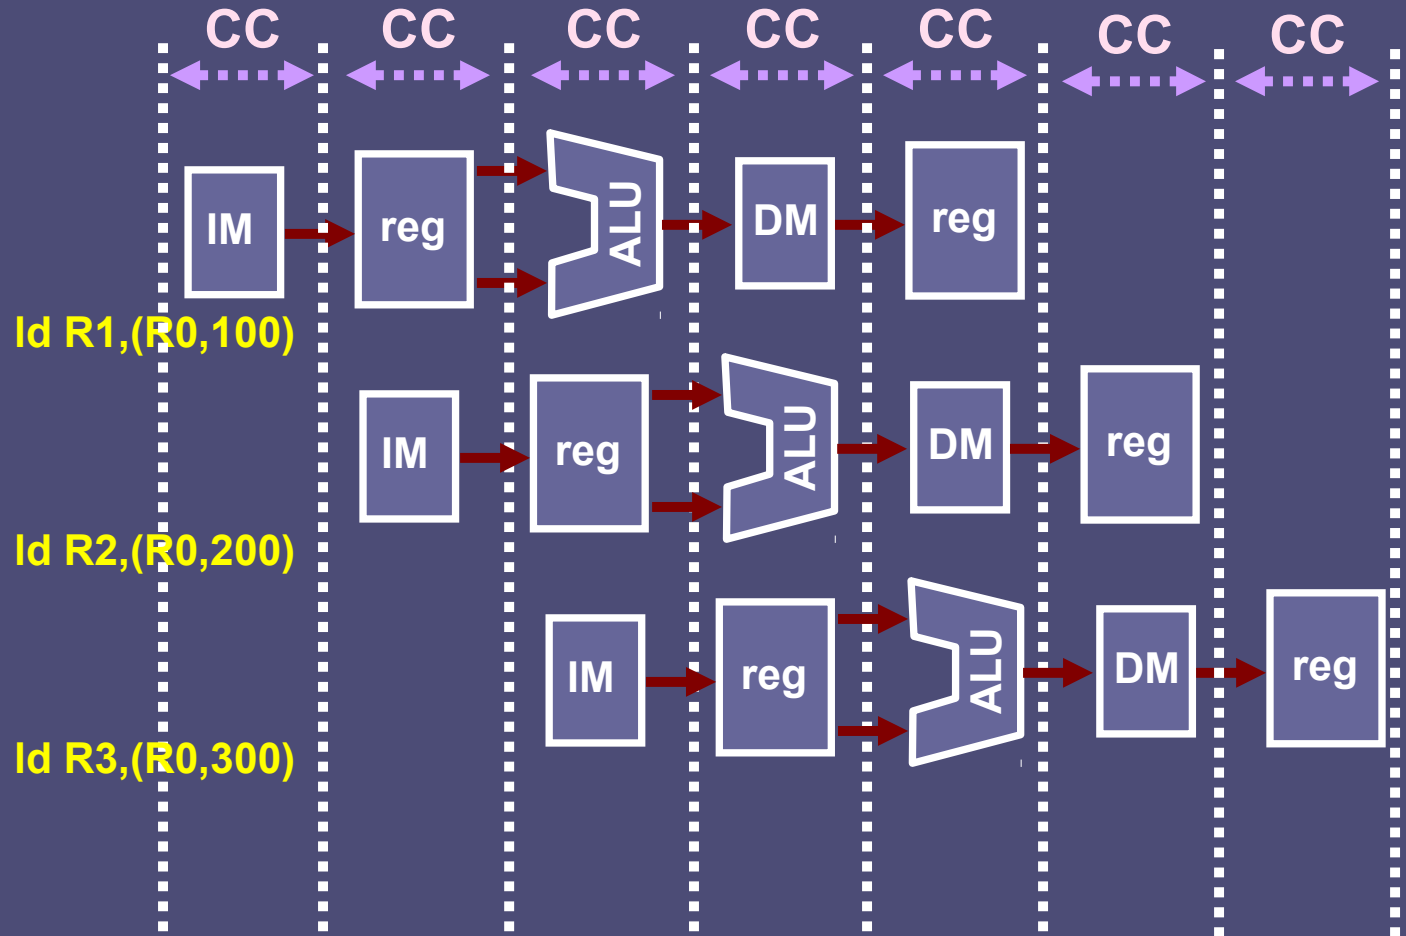 CC CC CC CC CC CC CC
IM reg ALU DM reg
ld R1,(R0,100)
IM reg ALU DM reg
ld R2,(R0,200)
IM reg ALU DM reg
ld R3,(R0,300)